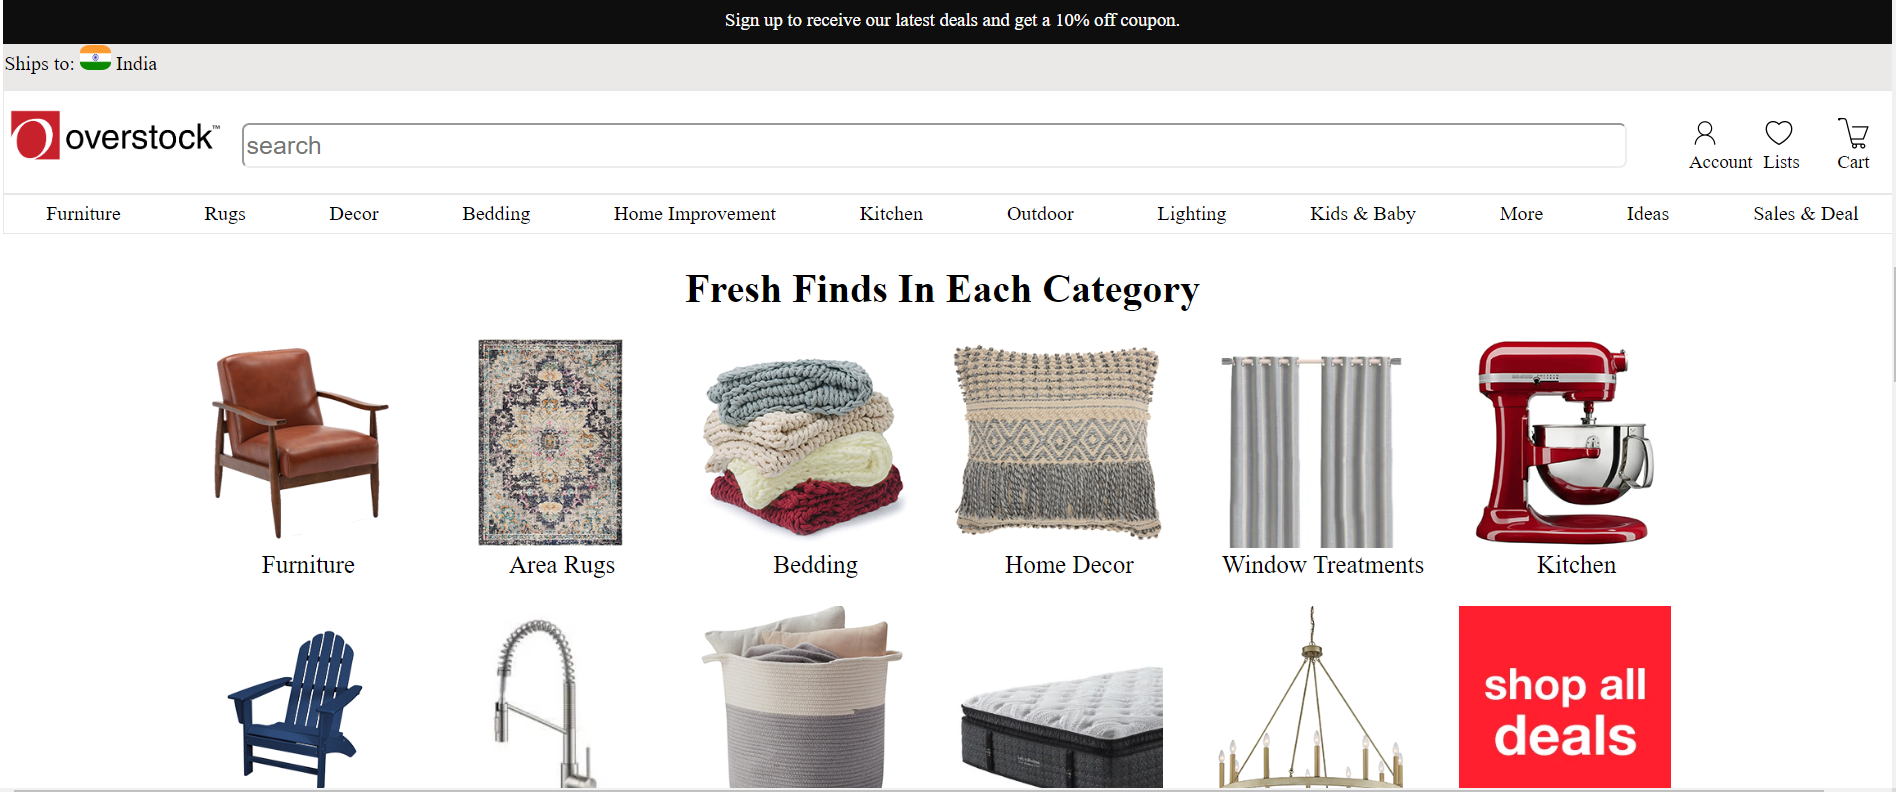 Sign up to receive our latest deals and get a 10% off coupon.
Ships to: India
overstock™
search
Account Lists Cart
Furniture Rugs Decor Bedding Home Improvement Kitchen Outdoor Lighting Kids & Baby More Ideas Sales & Deal
Fresh Finds In Each Category
Furniture Area Rugs Bedding Home Decor Window Treatments Kitchen
shop all
deals